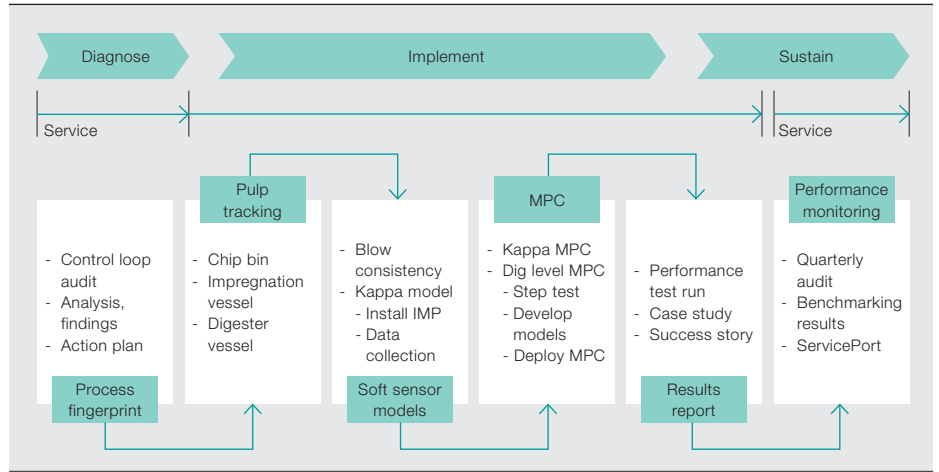 Diagnose
Implement
Sustain
Service
Service
Pulp
tracking
MPC
Performance
monitoring
- Control loop
audit
- Analysis,
findings
- Action plan
- Chip bin
- Impregnation
vessel
- Digester
vessel
- Blow
consistency
- Kappa model
- Install IMP
- Data
collection
- Kappa MPC
- Dig level MPC
- Step test
- Develop
models
- Deploy MPC
- Performance
test run
- Case study
- Success story
- Quarterly
audit
- Benchmarking
results
- ServicePort
Process
fingerprint
Soft sensor
models
Results
report